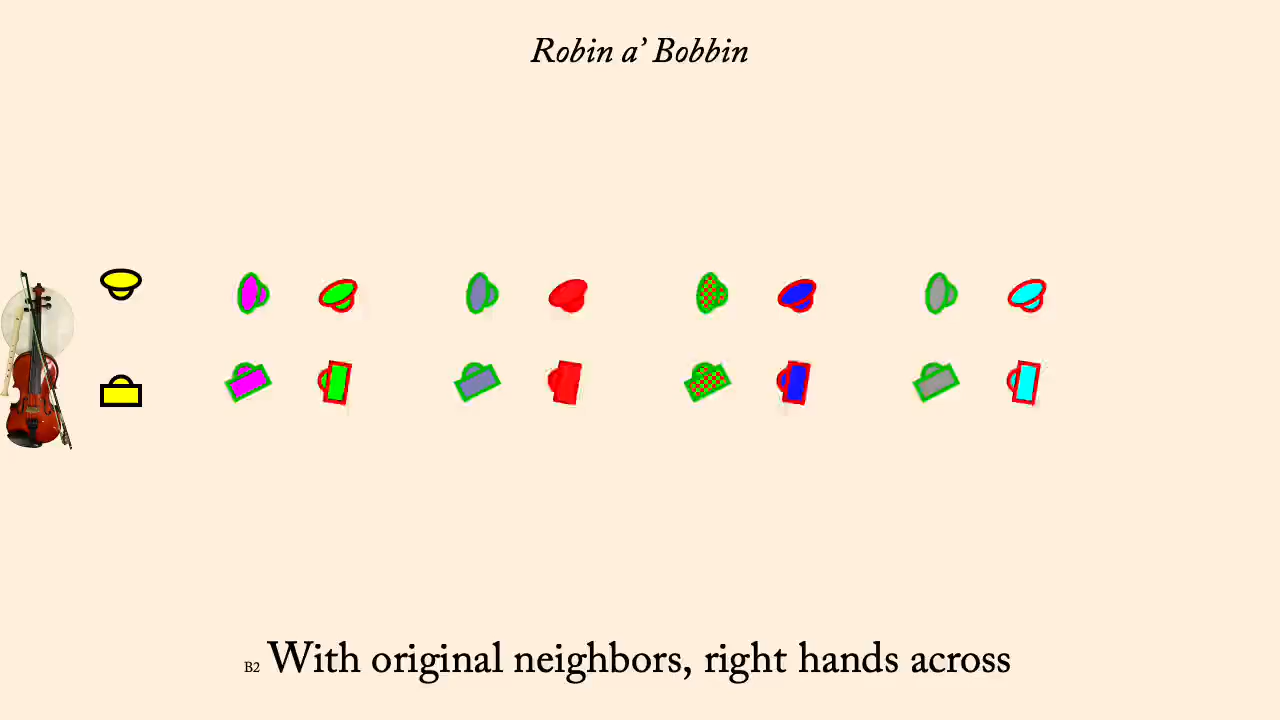 Robin a’ Bobbin
B2 With original neighbors, right hands across